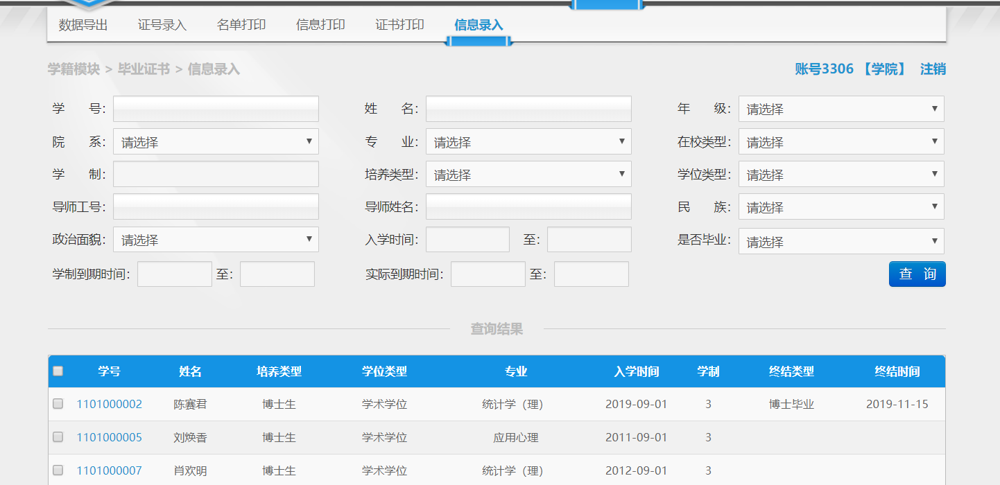 数据导出 证号录入 名单打印 信息打印 证书打印 信息录入
学籍模块 > 毕业证书 > 信息录入 账号3306 【学院】 注销
学 号： 姓 名： 年 级： 请选择
院 系： 请选择 专 业： 请选择 在校类型： 请选择
学 制： 培养类型： 请选择 学位类型： 请选择
导师工号： 导师姓名： 民 族： 请选择
政治面貌： 请选择 入学时间： 至： 是否毕业： 请选择
学制到期时间： 至： 实际到期时间： 至： 查 询
查询结果
学号 姓名 培养类型 学位类型 专业 入学时间 学制 终结类型 终结时间
1101000002 陈赛君 博士生 学术学位 统计学（理） 2019-09-01 3 博士毕业 2019-11-15
1101000005 刘焕香 博士生 学术学位 应用心理 2011-09-01 3
1101000007 肖欢明 博士生 学术学位 统计学（理） 2012-09-01 3